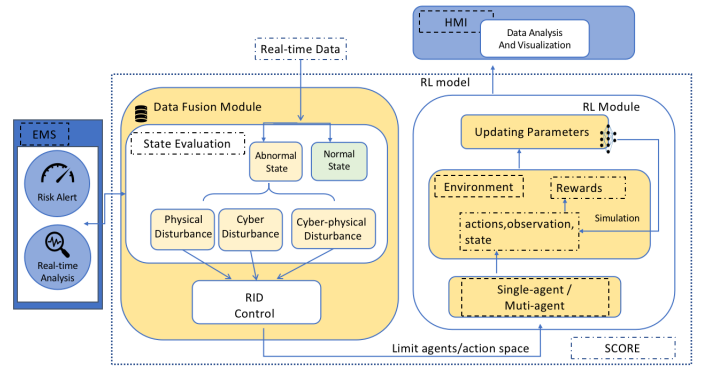 HMI
Data Analysis
And Visualization
Real-time Data
RL model
Data Fusion Module
RL Module
EMS
State Evaluation
Abnormal
State
Normal
State
Updating Parameters
Risk Alert
Environment
Rewards
Physical
Disturbance
Cyber
Disturbance
Cyber-physical
Disturbance
actions,observation,
state
Simulation
Real-time
Analysis
RID
Control
Single-agent /
Muti-agent
Limit agents/action space
SCORE